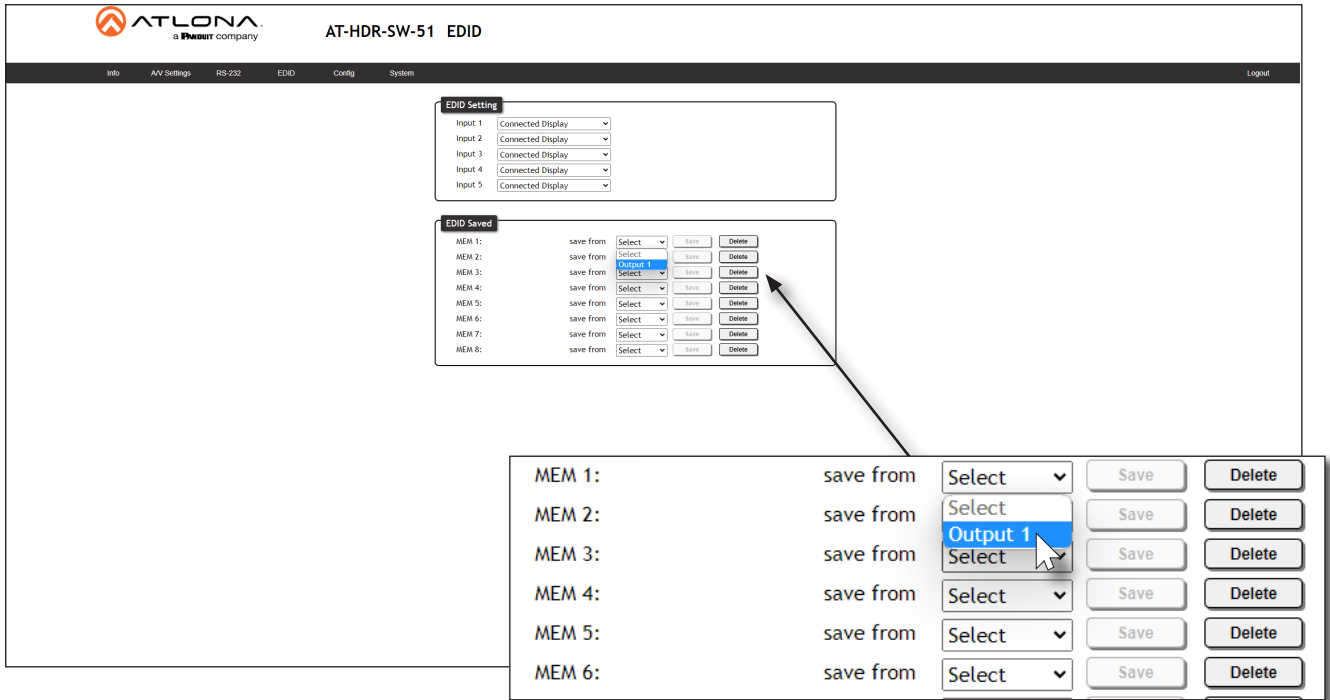 ATLONA.
a PANDUIT company
AT-HDR-SW-51 EDID
Info A/V Settings RS-232 EDID Config System Logout
EDID Setting
Input 1 Connected Display
Input 2 Connected Display
Input 3 Connected Display
Input 4 Connected Display
Input 5 Connected Display
EDID Saved
MEM 1: save from Select Save Delete
MEM 2: save from Select Save Delete
Output 1
MEM 3: save from Select Save Delete
MEM 4: save from Select Save Delete
MEM 5: save from Select Save Delete
MEM 6: save from Select Save Delete
MEM 7: save from Select Save Delete
MEM 8: save from Select Save Delete
MEM 1: save from Select Save Delete
MEM 2: save from Select Save Delete
Output 1
MEM 3: save from Select Save Delete
MEM 4: save from Select Save Delete
MEM 5: save from Select Save Delete
MEM 6: save from Select Save Delete